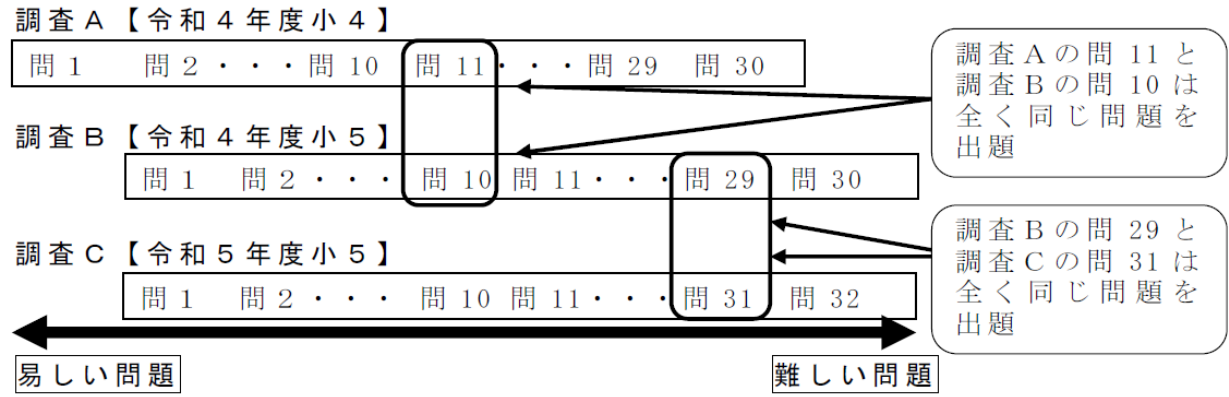 調査A【令和4年度小4】
問1 問2・・・問10 問11・・・問29 問30
調査Aの問11と
調査Bの問10は
全く同じ問題を
出題
調査B【令和4年度小5】
問1 問2・・・ 問10 問11・・・問29 問30
調査C【令和5年度小5】
問1 問2・・・ 問10 問11・・・問31 問32
調査Bの問29と
調査Cの問31は
全く同じ問題を
出題
易しい問題
難しい問題